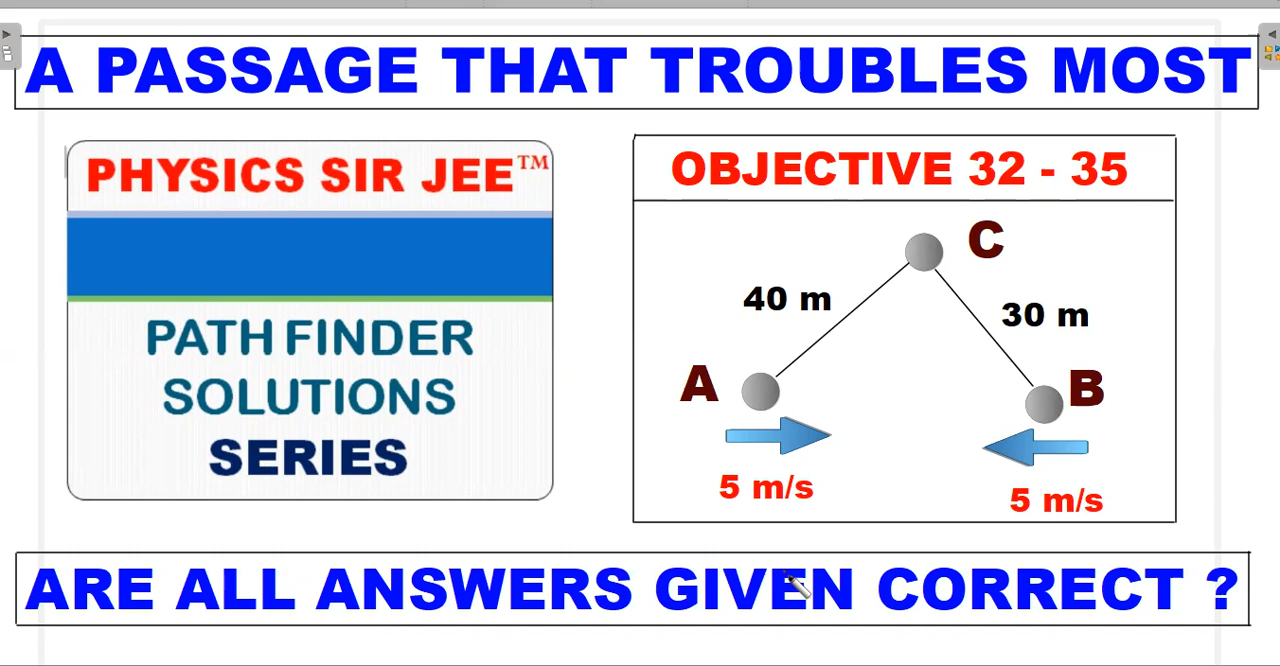 A PASSAGE THAT TROUBLES MOST
PHYSICS SIR JEE™
PATH FINDER
SOLUTIONS
SERIES
OBJECTIVE 32 - 35
C
40 m
30 m
A
B
5 m/s
5 m/s
ARE ALL ANSWERS GIVEN CORRECT ?